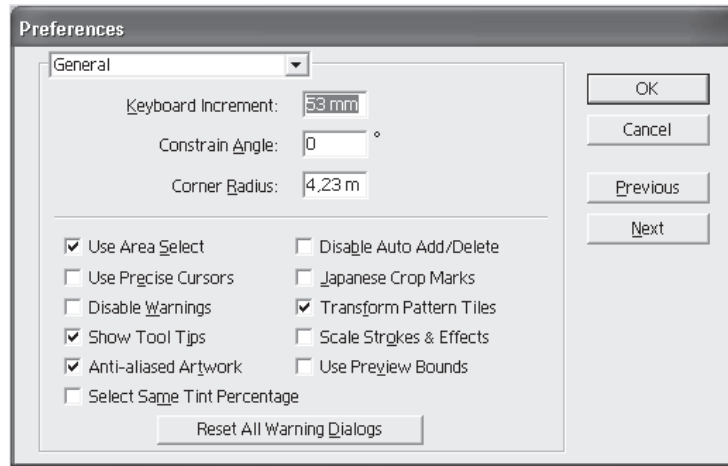 Preferences
General
Keyboard Increment: 53 mm
Constrain Angle: 0 °
Corner Radius: 4,23 m
OK
Cancel
Previous
Next
Use Area Select Disable Auto Add/Delete
Use Precise Cursors Japanese Crop Marks
Disable Warnings Transform Pattern Tiles
Show Tool Tips Scale Strokes & Effects
Anti-aliased Artwork Use Preview Bounds
Select Same Tint Percentage
Reset All Warning Dialogs